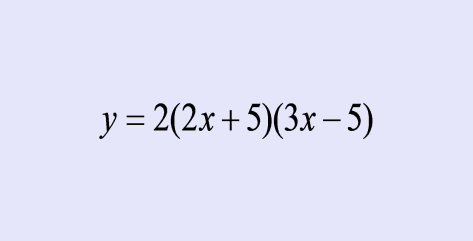 y = 2(2x + 5)(3x − 5)